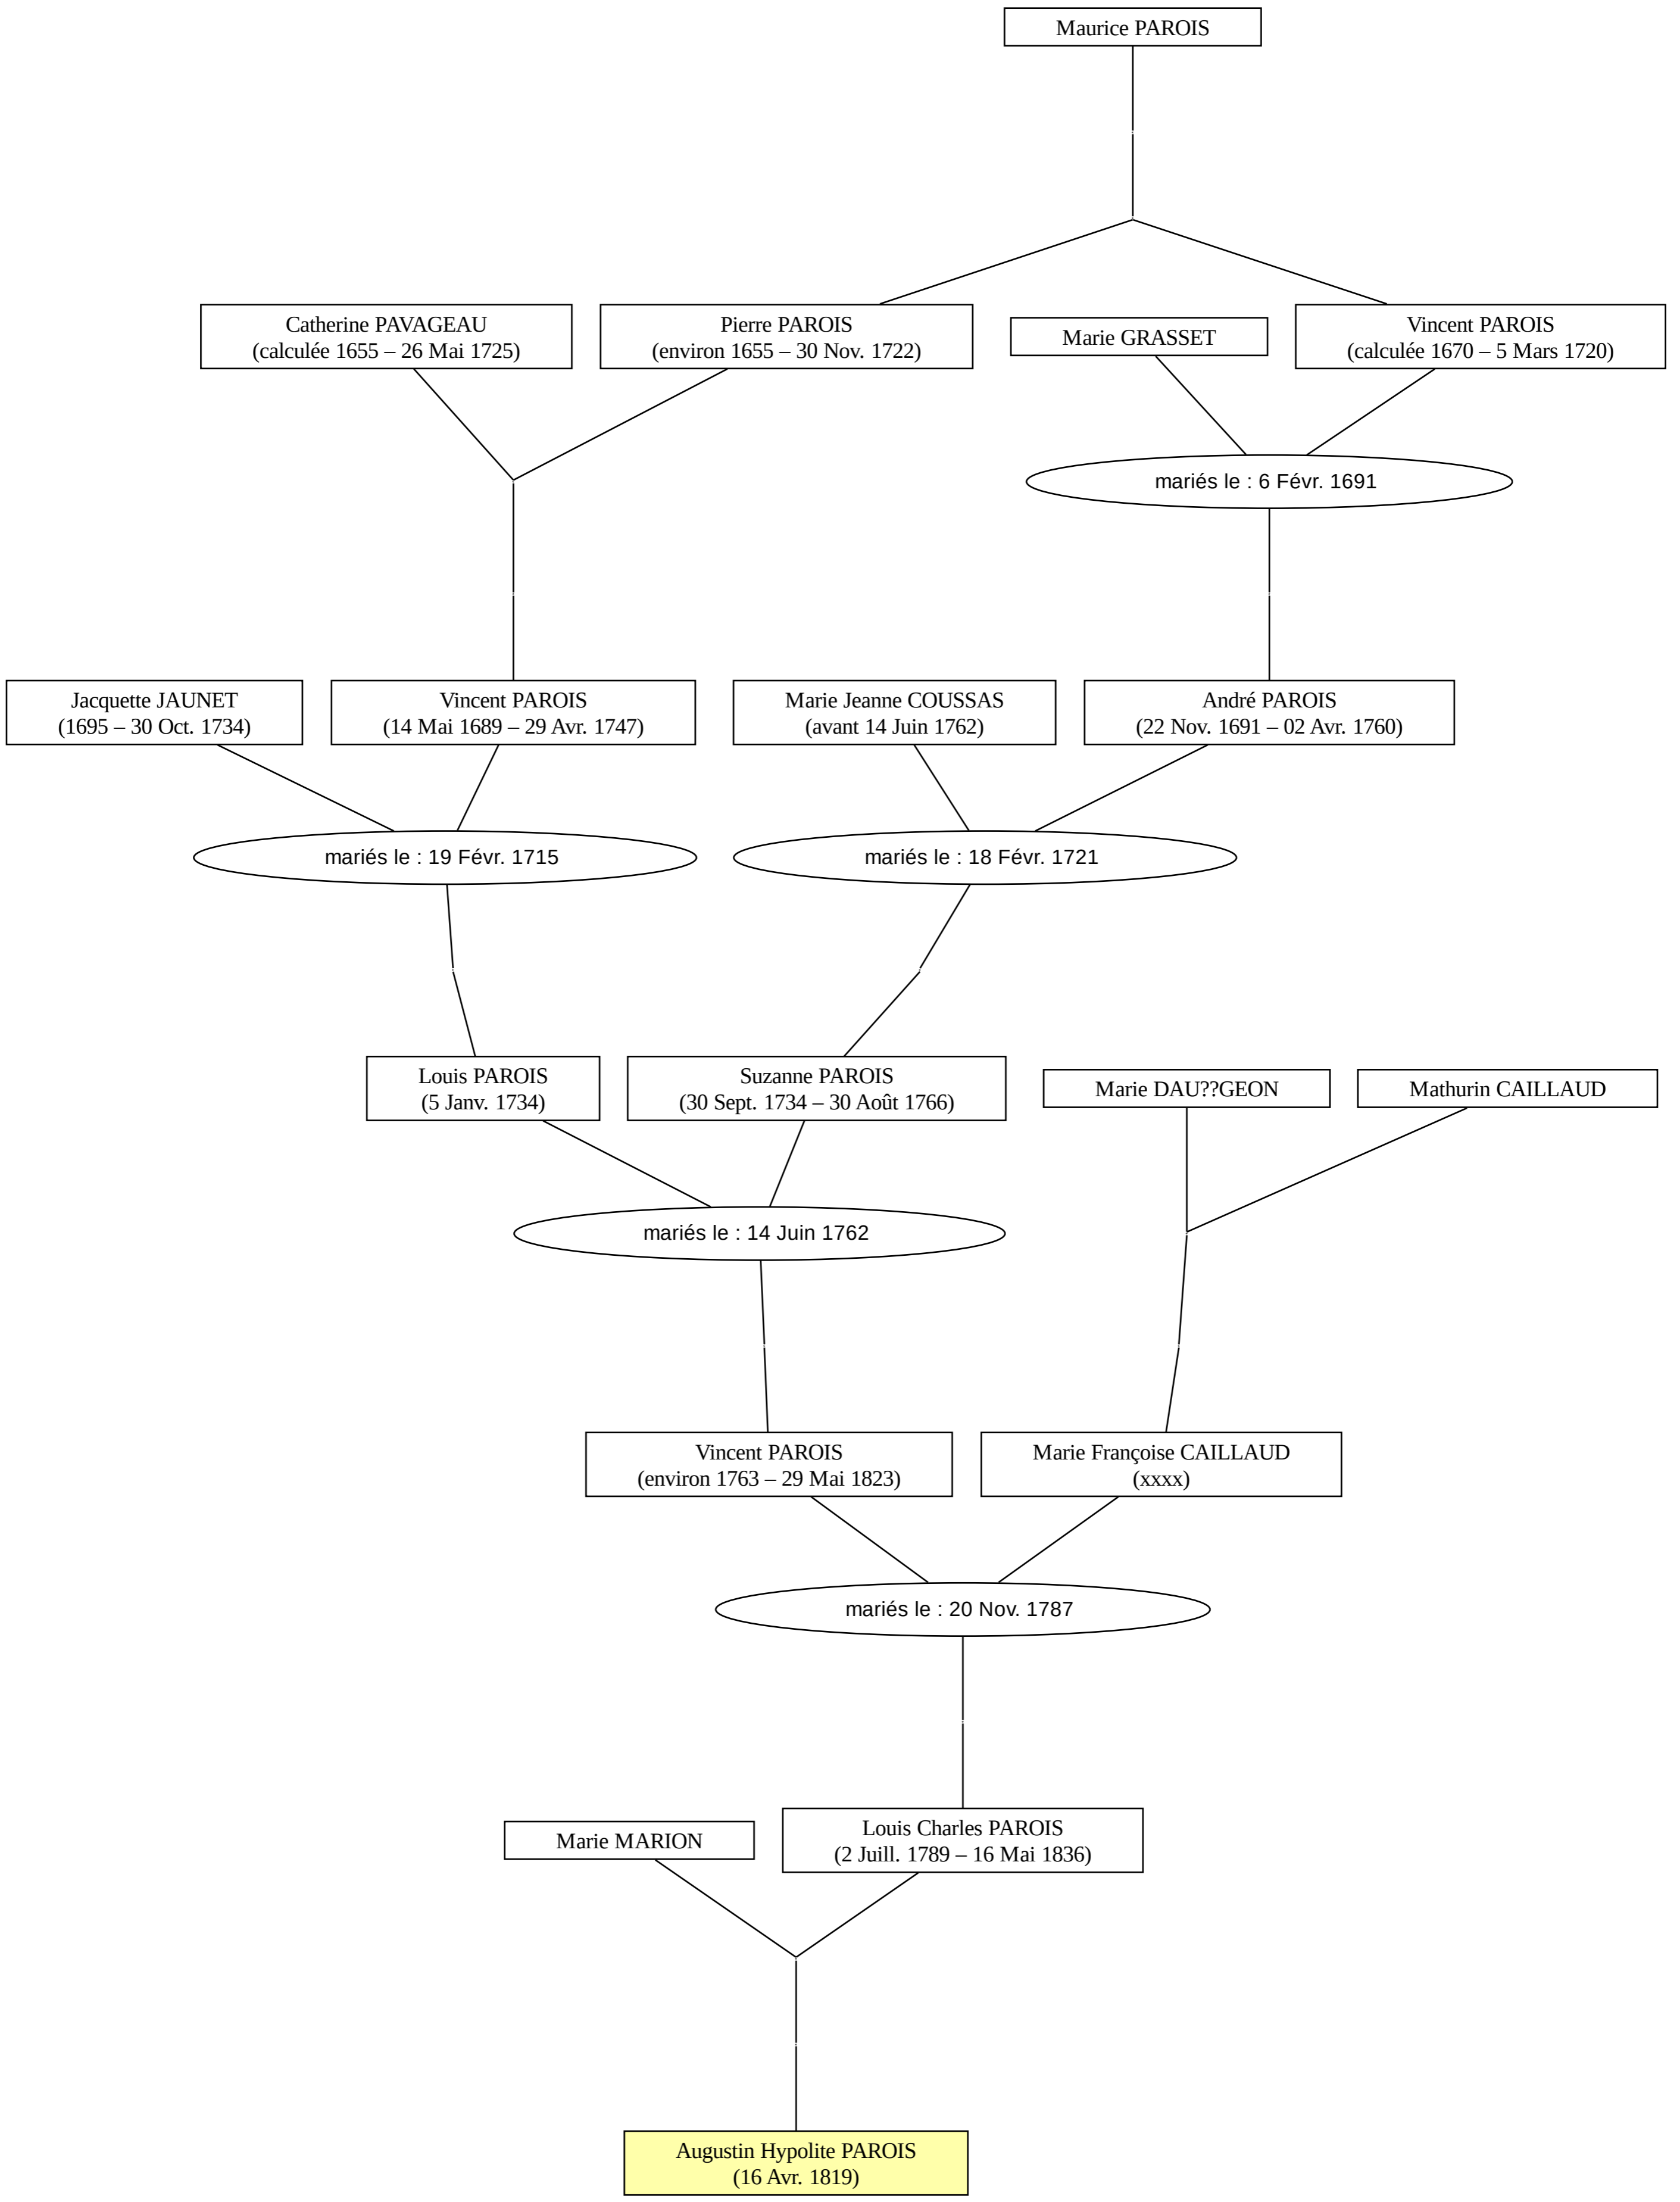 Maurice PAROIS
Catherine PAVAGEAU
(calculée 1655 – 26 Mai 1725)
Pierre PAROIS
(environ 1655 – 30 Nov. 1722)
Marie GRASSET
Vincent PAROIS
(calculée 1670 – 5 Mars 1720)
mariés le : 6 Févr. 1691
Jacquette JAUNET
(1695 – 30 Oct. 1734)
Vincent PAROIS
(14 Mai 1689 – 29 Avr. 1747)
Marie Jeanne COUSSAS
(avant 14 Juin 1762)
André PAROIS
(22 Nov. 1691 – 02 Avr. 1760)
mariés le : 19 Févr. 1715
mariés le : 18 Févr. 1721
Louis PAROIS
(5 Janv. 1734)
Suzanne PAROIS
(30 Sept. 1734 – 30 Août 1766)
Marie DAU??GEON
Mathurin CAILLAUD
mariés le : 14 Juin 1762
Vincent PAROIS
(environ 1763 – 29 Mai 1823)
Marie Françoise CAILLAUD
(xxxx)
mariés le : 20 Nov. 1787
Marie MARION
Louis Charles PAROIS
(2 Juill. 1789 – 16 Mai 1836)
Augustin Hypolite PAROIS
(16 Avr. 1819)